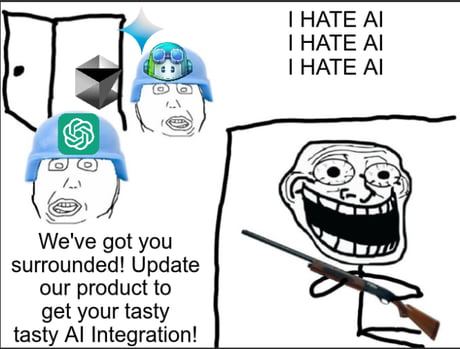 I HATE AI
I HATE AI
I HATE AI
We've got you
surrounded! Update
our product to
get your tasty
tasty AI Integration!